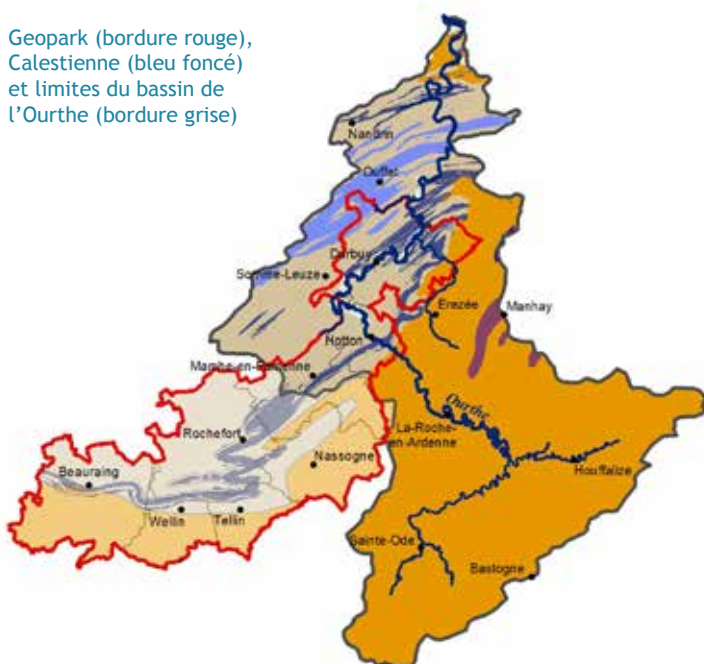 Geopark (bordure rouge),
Calestienne (bleu foncé)
et limites du bassin de
l'Ourthe (bordure grise)
Nandrin
Ouffet
Durbuy
Somme-Leuze
Erezée
Manhay
Hotton
Marche-en-Famenne
Ourthe
La-Roche-
en-Ardenne
Rochefort
Nassogne
Houffalize
Beauraing
Wellin
Tellin
Sainte-Ode
Bastogne